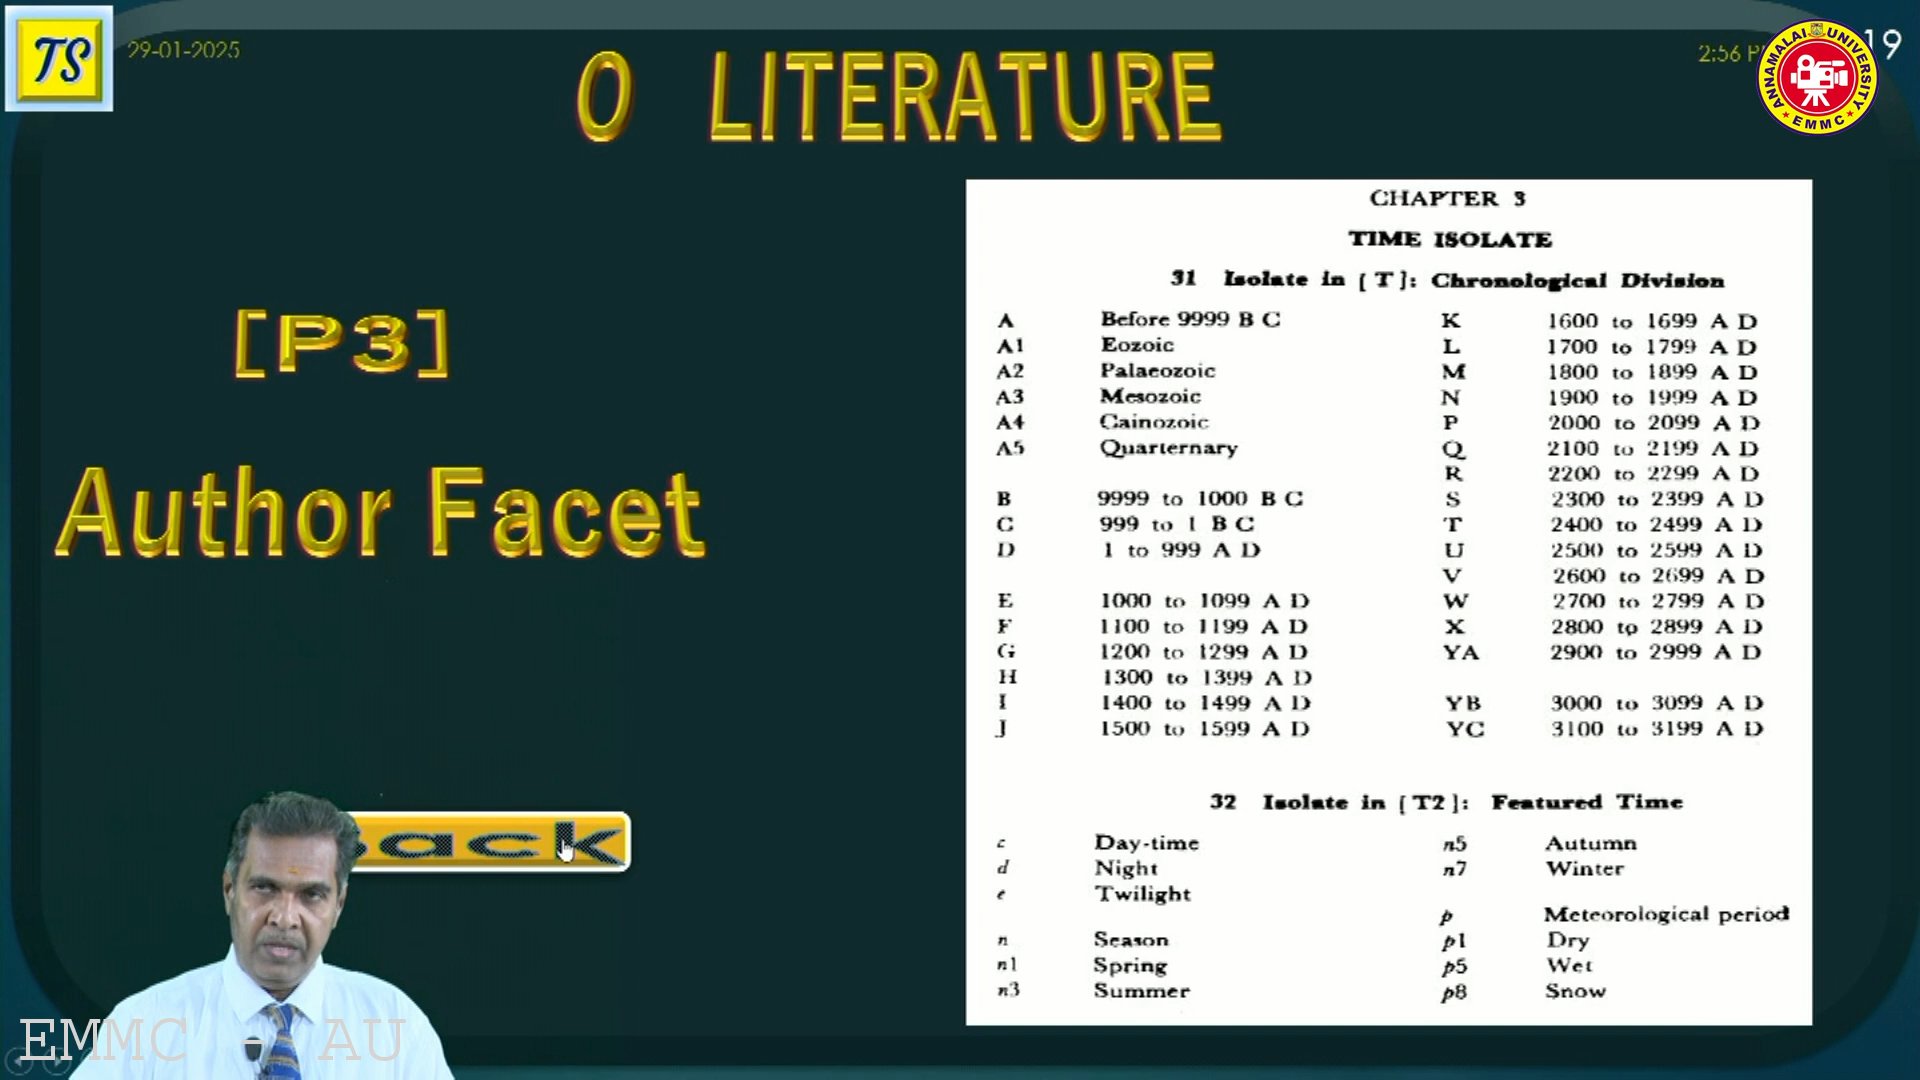 TS
29-01-2025
O LITERATURE
2:56 P
19
ANNAMALAI UNIVERSITY
EMMC
[P3]
Author Facet
ack
CHAPTER 3
TIME ISOLATE
31 Isolate in [ T ]: Chronological Division
A Before 9999 B C K 1600 to 1699 A D
A1 Eozoic L 1700 to 1799 A D
A2 Palaeozoic M 1800 to 1899 A D
A3 Mesozoic N 1900 to 1999 A D
A4 Cainozoic P 2000 to 2099 A D
A5 Quarternary Q 2100 to 2199 A D
R 2200 to 2299 A D
B 9999 to 1000 B C S 2300 to 2399 A D
C 999 to 1 B C T 2400 to 2499 A D
D 1 to 999 A D U 2500 to 2599 A D
V 2600 to 2699 A D
E 1000 to 1099 A D W 2700 to 2799 A D
F 1100 to 1199 A D X 2800 to 2899 A D
G 1200 to 1299 A D YA 2900 to 2999 A D
H 1300 to 1399 A D
I 1400 to 1499 A D YB 3000 to 3099 A D
J 1500 to 1599 A D YC 3100 to 3199 A D
32 Isolate in [ T2 ]: Featured Time
c Day-time n5 Autumn
d Night n7 Winter
e Twilight
p Meteorological period
n Season p1 Dry
n1 Spring p5 Wet
n3 Summer p8 Snow
EMMC - AU